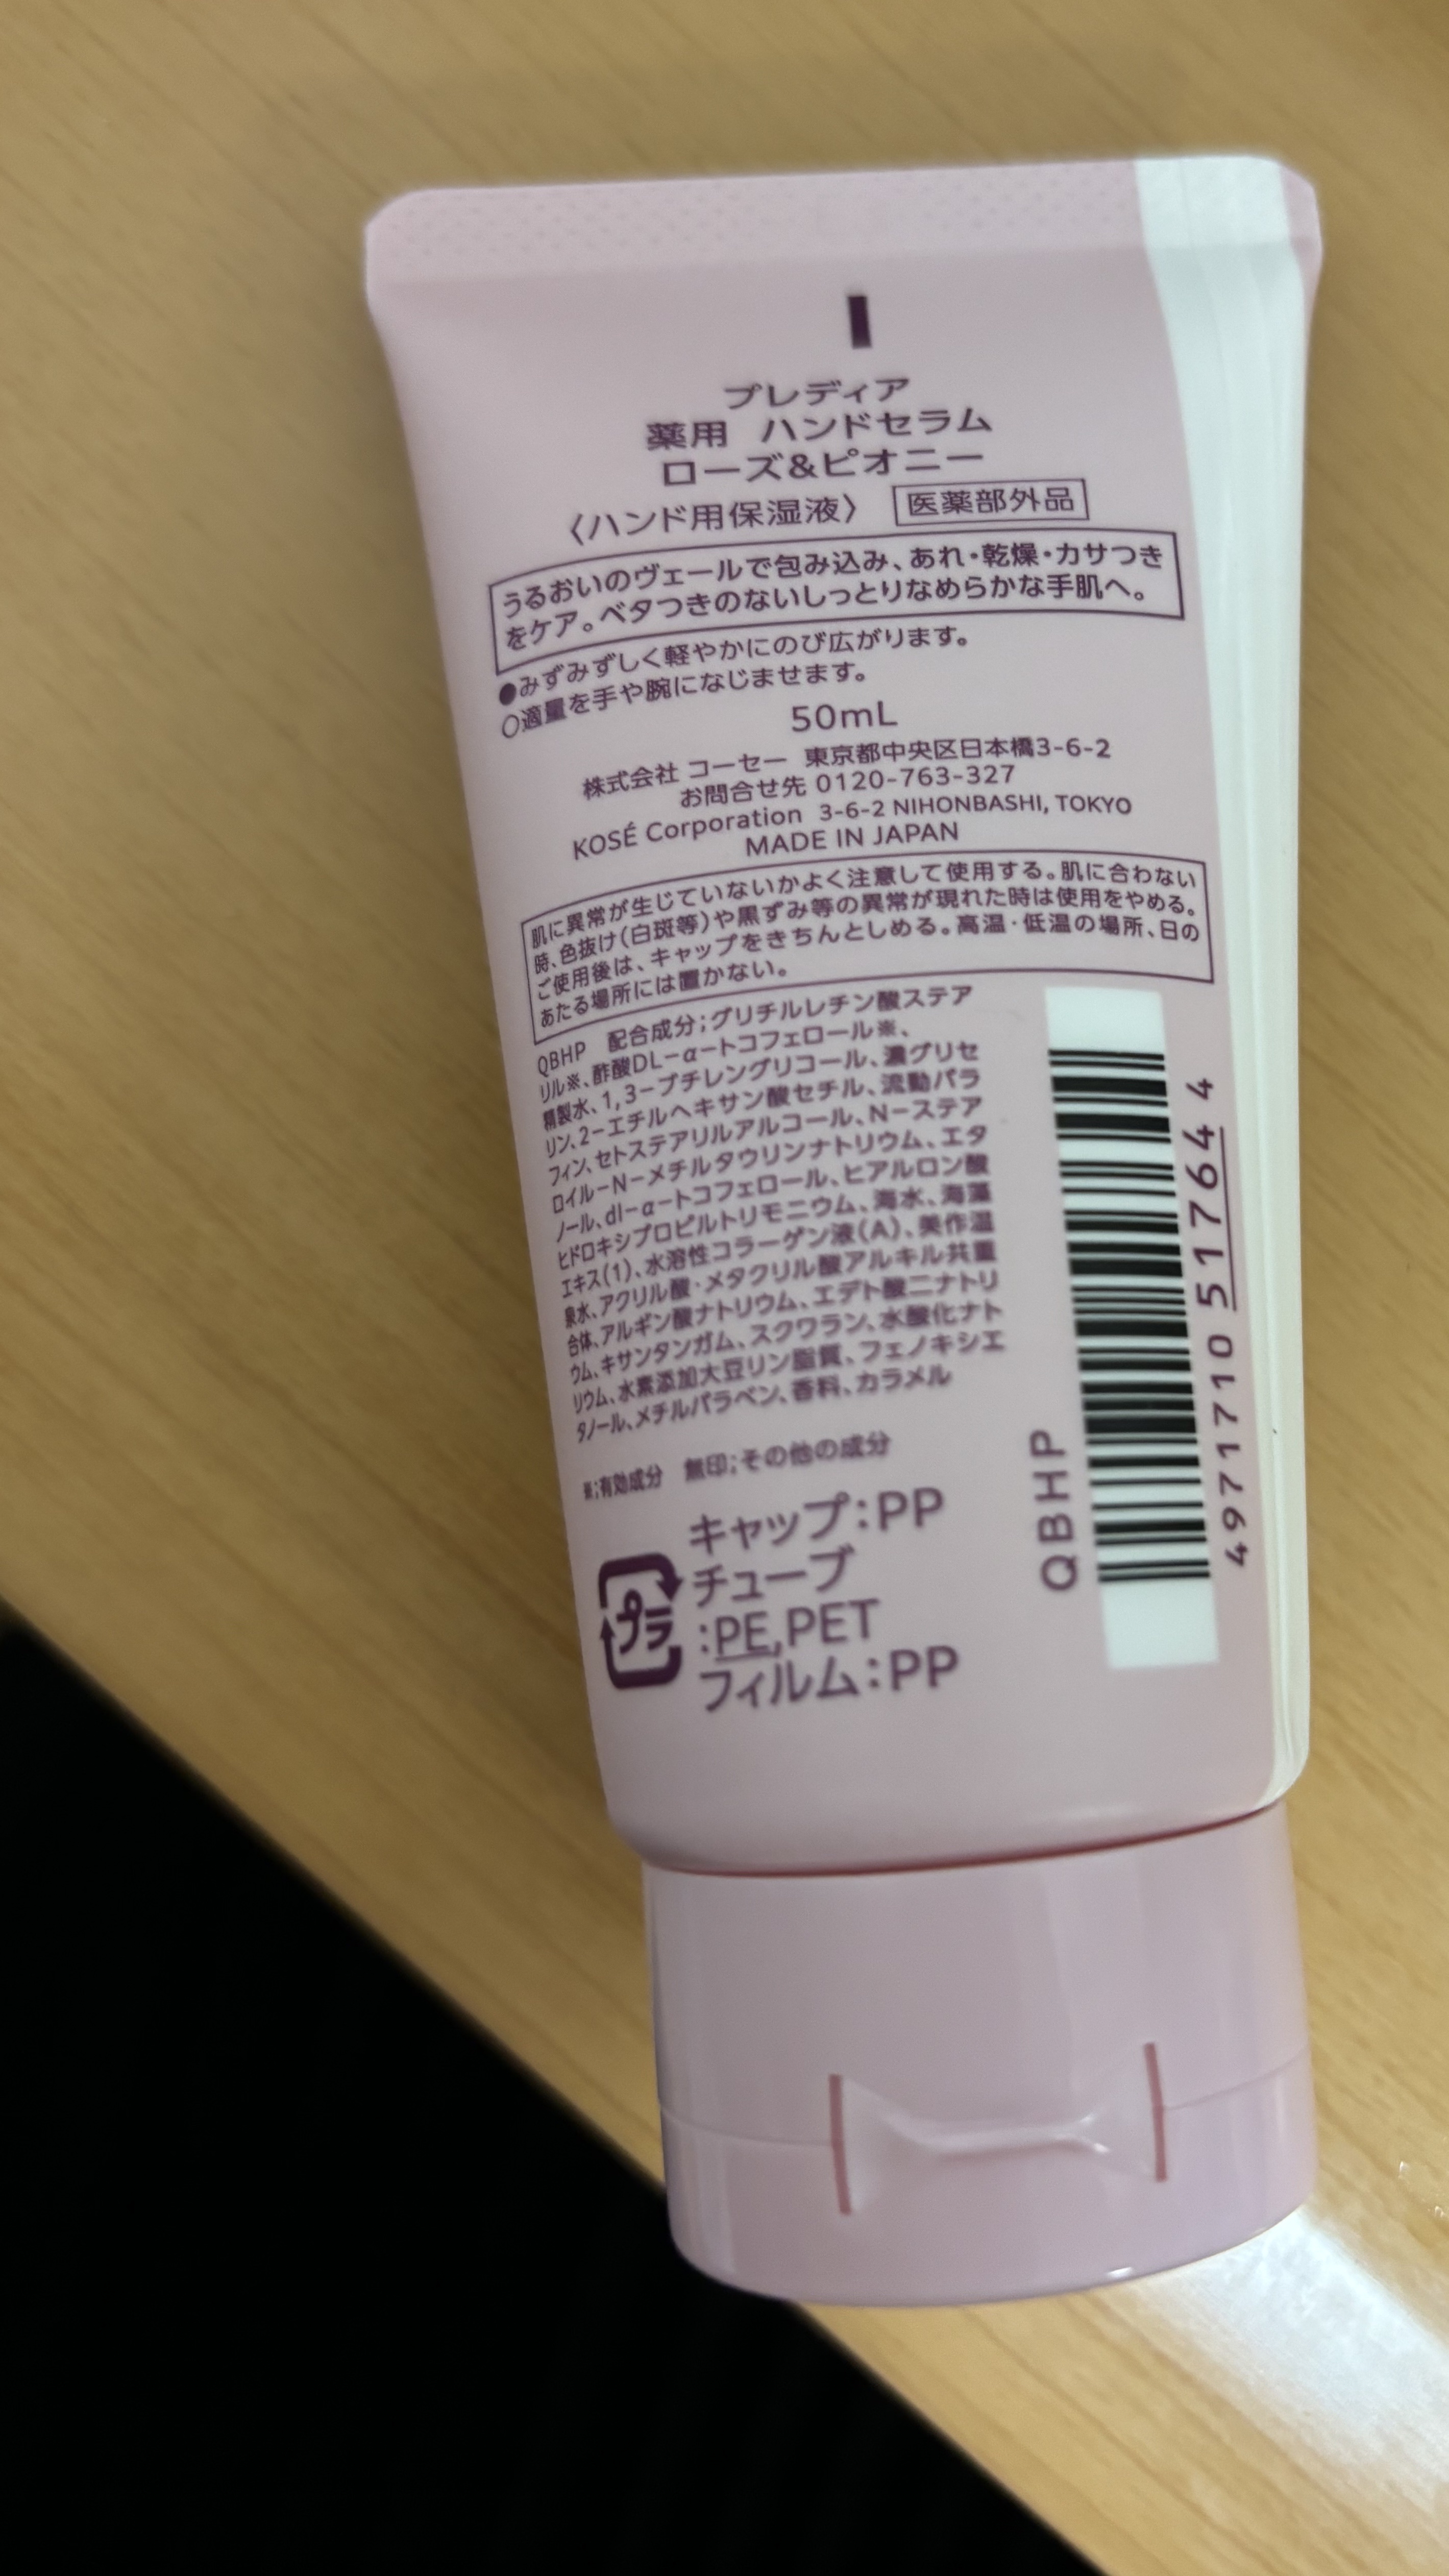 プレディア
薬用 ハンドセラム
ローズ&ピオニー
〈ハンド用保湿液〉 医薬部外品
うるおいのヴェールで包み込み、あれ・乾燥・カサつき
をケア。ベタつきのないしっとりなめらかな手肌へ。
●みずみずしく軽やかにのび広がります。
○適量を手や腕になじませます。
50mL
株式会社 コーセー 東京都中央区日本橋3-6-2
お問合せ先 0120-763-327
KOSÉ Corporation 3-6-2 NIHONBASHI, TOKYO
MADE IN JAPAN
肌に異常が生じていないかよく注意して使用する。肌に合わない
時、色抜け(白斑等)や黒ずみ等の異常が現れた時は使用をやめる。
ご使用後は、キャップをきちんとしめる。高温・低温の場所、日の
あたる場所には置かない。
QBHP 配合成分;グリチルレチン酸ステア
リル※、酢酸DL-α-トコフェロール※、
精製水、1,3-ブチレングリコール、濃グリセ
リン、2-エチルヘキサン酸セチル、流動パラ
フィン、セトステアリルアルコール、N-ステア
ロイル-N-メチルタウリンナトリウム、エタ
ノール、dl-α-トコフェロール、ヒアルロン酸
ヒドロキシプロピルトリモニウム、海水、海藻
エキス(1)、水溶性コラーゲン液(A)、美作温
泉水、アクリル酸・メタクリル酸アルキル共重
合体、アルギン酸ナトリウム、エデト酸二ナトリ
ウム、キサンタンガム、スクワラン、水酸化ナト
リウム、水素添加大豆リン脂質、フェノキシエ
タノール、メチルパラベン、香料、カラメル
※;有効成分 無印;その他の成分
プラ
キャップ:PP
チューブ
:PE,PET
フィルム:PP
QBHP
4971710 517644